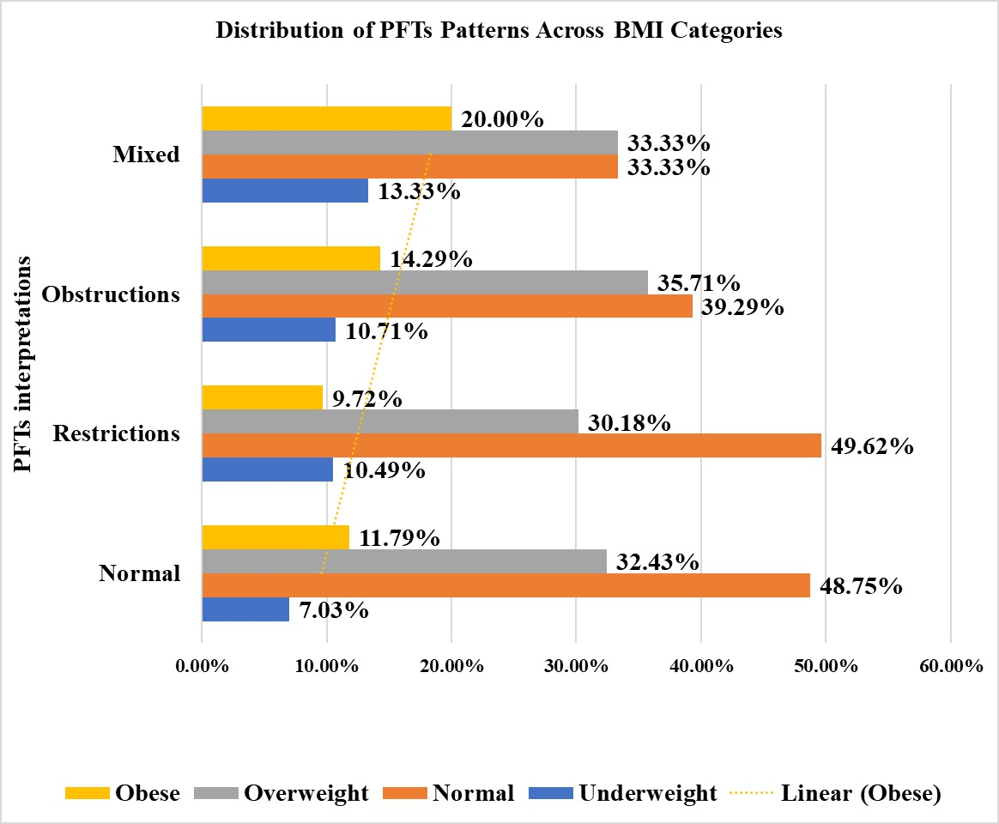 Distribution of PFTs Patterns Across BMI Categories
PFTs interpretations
Mixed
20.00%
33.33%
33.33%
13.33%
Obstructions
14.29%
35.71%
39.29%
10.71%
Restrictions
9.72%
30.18%
49.62%
10.49%
Normal
11.79%
32.43%
48.75%
7.03%
0.00% 10.00% 20.00% 30.00% 40.00% 50.00% 60.00%
Obese Overweight Normal Underweight Linear (Obese)